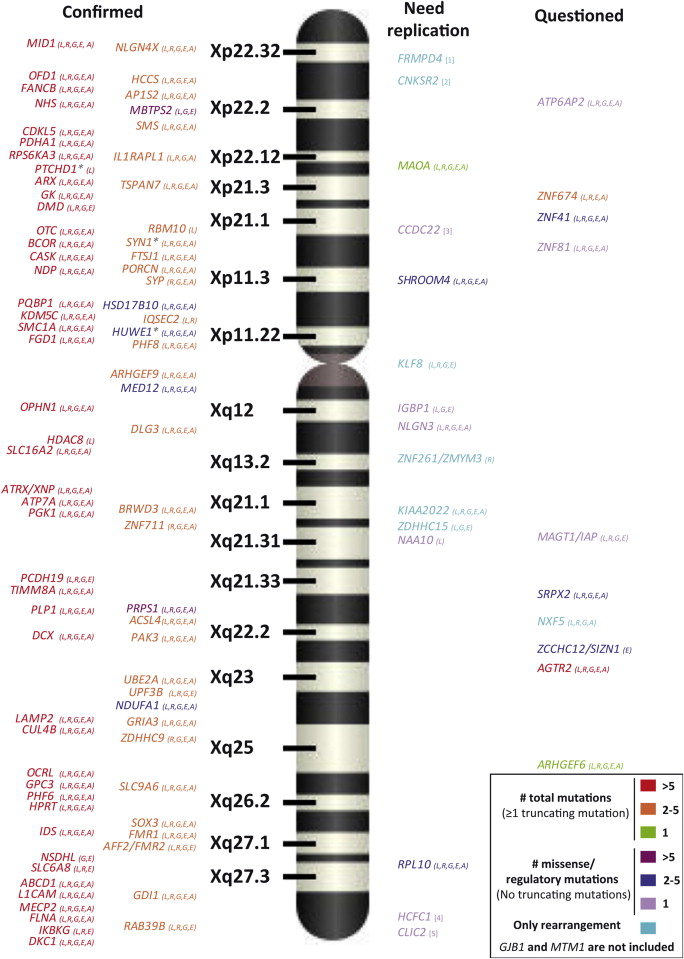 Confirmed
Need replication
Questioned
MID1 (L,R,G,E, A)
NLGN4X (L,R,G,E,A)
Xp22.32
FRMPD4 [1]
OFD1 (L,R,G,E,A)
HCCS (L,R,G,E,A)
CNKSR2 [2]
FANCB (L,R,G,E,A)
AP1S2 (L,R,G,E,A)
NHS (L,R,G,E,A)
MBTPS2 (L,G,E)
Xp22.2
ATP6AP2 (L,R,G,E,A)
SMS (L,R,G,E,A)
CDKL5 (L,R,G,E,A)
PDHA1 (L,R,G,E,A)
RPS6KA3 (L,R,G,E,A)
IL1RAPL1 (L,R,G,A)
Xp22.12
PTCHD1* (L)
MAOA (L,R,G,E,A)
ARX (L,R,G,E,A)
TSPAN7 (L,R,G,E,A)
Xp21.3
GK (L,R,G,E,A)
ZNF674 (L,R,E,A)
DMD (L,R,G,E)
Xp21.1
ZNF41 (L,R,G,E,A)
OTC (L,R,G,E,A)
RBM10 (L)
CCDC22 [3]
BCOR (L,R,G,E,A)
SYN1* (L,R,G,E,A)
ZNF81 (L,R,G,E,A)
CASK (L,R,G,E,A)
FTSJ1 (L,R,G,E,A)
NDP (L,R,G,E,A)
PORCN (L,R,G,E,A)
SYP (R,G,E,A)
Xp11.3
SHROOM4 (L,R,G,E,A)
PQBP1 (L,R,G,E,A)
HSD17B10 (L,R,G,E,A)
KDM5C (L,R,G,E,A)
IQSEC2 (L,R)
SMC1A (L,R,G,E,A)
HUWE1* (L,R,G,E,A)
Xp11.22
FGD1 (L,R,G,E,A)
PHF8 (L,R,G,E,A)
KLF8 (L,R,G,E)
ARHGEF9 (L,R,G,E,A)
MED12 (L,R,G,E,A)
OPHN1 (L,R,G,E,A)
Xq12
IGBP1 (L,G,E)
DLG3 (L,R,G,E,A)
NLGN3 (L,R,G,E,A)
HDAC8 (L)
SLC16A2 (L,R,G,E,A)
Xq13.2
ZNF261/ZMYM3 (R)
ATRX/XNP (L,R,G,E,A)
ATP7A (L,R,G,E,A)
Xq21.1
PGK1 (L,R,G,E,A)
BRWD3 (L,R,G,E,A)
KIAA2022 (L,R,G,E,A)
ZNF711 (R,G,E,A)
ZDHHC15 (L,G,E)
Xq21.31
NAA10 (L)
MAGT1/IAP (L,R,G,E)
PCDH19 (L,R,G,E)
Xq21.33
TIMM8A (L,R,G,E,A)
SRPX2 (L,R,G,E,A)
PLP1 (L,R,G,E,A)
PRPS1 (L,R,G,E,A)
ACSL4 (L,R,G,E,A)
NXF5 (L,R,G,A)
DCX (L,R,G,E,A)
PAK3 (L,R,G,E,A)
Xq22.2
ZCCHC12/SIZN1 (E)
AGTR2 (L,R,G,E,A)
UBE2A (L,R,G,E,A)
Xq23
UPF3B (L,R,G,E)
NDUFA1 (L,R,G,E,A)
LAMP2 (L,R,G,E,A)
GRIA3 (L,R,G,E,A)
CUL4B (L,R,G,E,A)
ZDHHC9 (R,G,E,A)
Xq25
ARHGEF6 (L,R,G,E,A)
OCRL (L,R,G,E,A)
GPC3 (L,R,G,E,A)
SLC9A6 (L,R,G,E,A)
PHF6 (L,R,G,E,A)
Xq26.2
HPRT (L,R,G,E,A)
SOX3 (L,R,G,E,A)
IDS (L,R,G,E,A)
FMR1 (L,R,G,E,A)
AFF2/FMR2 (L,R,G,E)
Xq27.1
NSDHL (G,E)
SLC6A8 (L,R,E)
RPL10 (L,R,G,E,A)
Xq27.3
ABCD1 (L,R,G,E,A)
L1CAM (L,R,G,E,A)
GDI1 (L,R,G,E,A)
MECP2 (L,R,G,E,A)
FLNA (L,R,G,E,A)
HCFC1 [4]
IKBKG (L,R,E)
RAB39B (L,R,G,E)
CLIC2 [5]
DKC1 (L,R,G,E,A)
# total mutations
(≥1 truncating mutation)
>5
2-5
1
# missense/
regulatory mutations
(No truncating mutations)
>5
2-5
1
Only rearrangement
GJB1 and MTM1 are not included